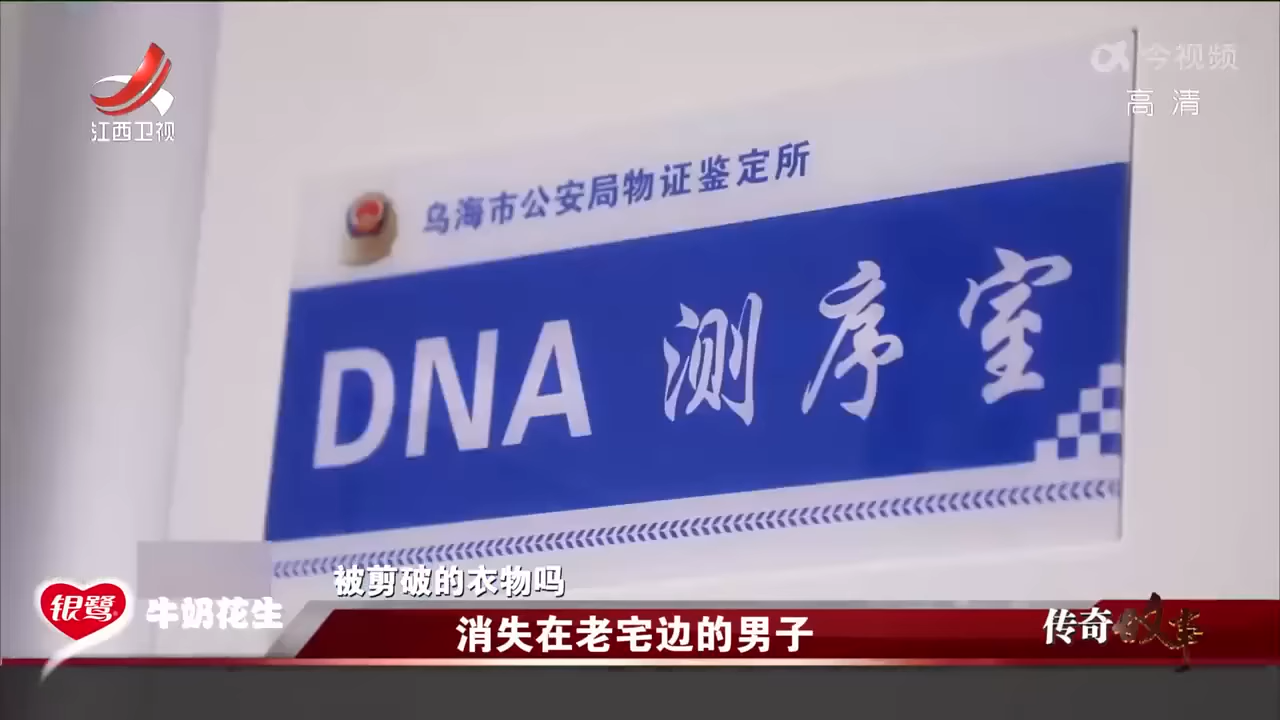 江西卫视
今视频
高清
乌海市公安局物证鉴定所
DNA 测序室
被剪破的衣物吗
银鹭
牛奶花生
消失在老宅边的男子
传奇故事